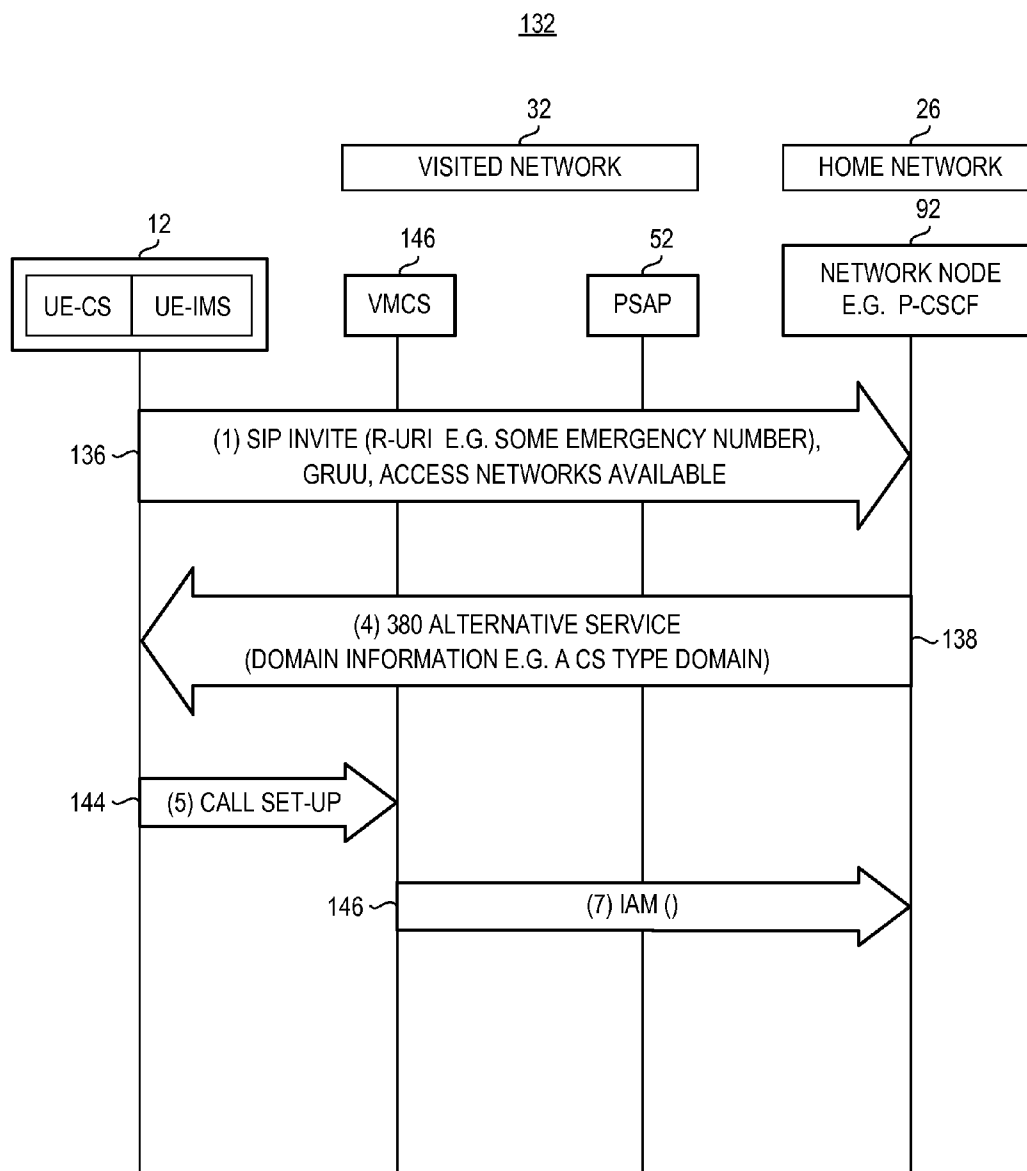 132
32
26
VISITED NETWORK
HOME NETWORK
12
146
52
92
UE-CS
UE-IMS
VMCS
PSAP
NETWORK NODE
E.G. P-CSCF
136
(1) SIP INVITE (R-URI E.G. SOME EMERGENCY NUMBER),
GRUU, ACCESS NETWORKS AVAILABLE
(4) 380 ALTERNATIVE SERVICE
(DOMAIN INFORMATION E.G. A CS TYPE DOMAIN)
138
144
(5) CALL SET-UP
146
(7) IAM ()